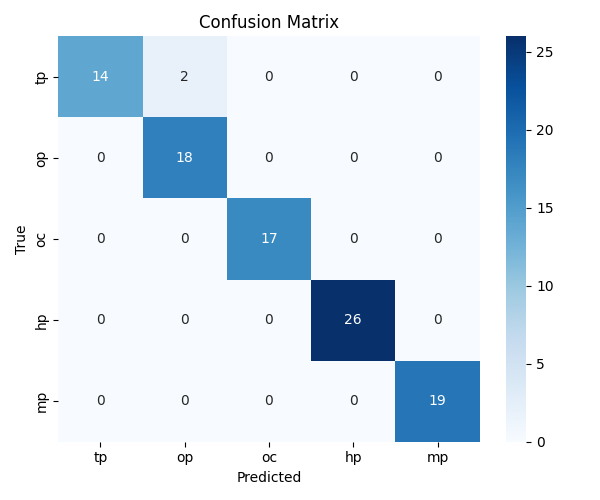 Confusion Matrix
tp 14 2 0 0 0
op 0 18 0 0 0
oc 0 0 17 0 0
hp 0 0 0 26 0
mp 0 0 0 0 19
tp op oc hp mp
Predicted
True
25
20
15
10
5
0